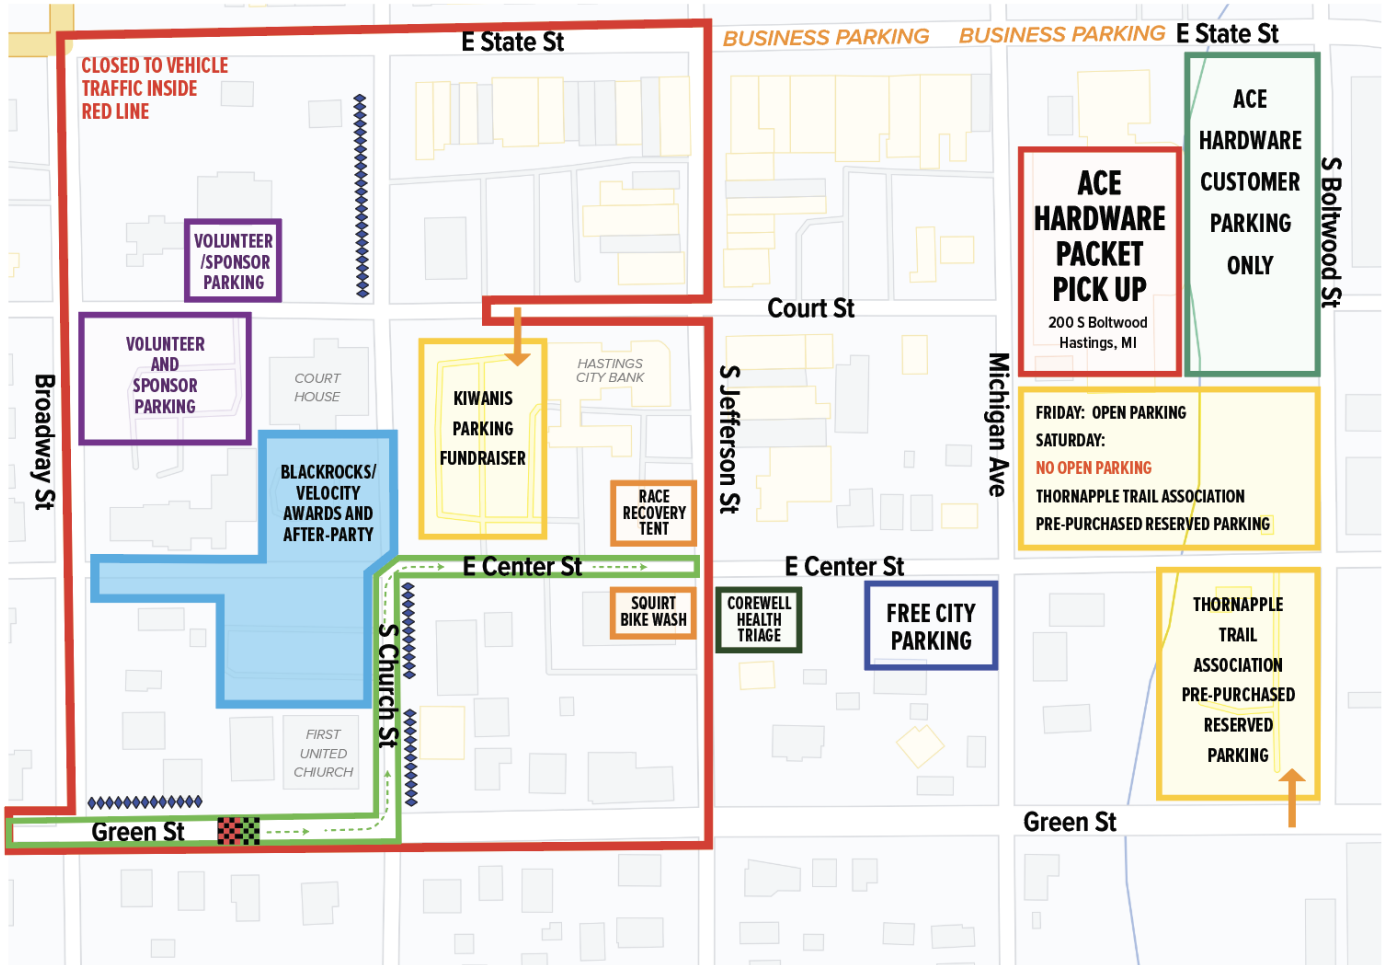 E State St
BUSINESS PARKING
BUSINESS PARKING
E State St
CLOSED TO VEHICLE
TRAFFIC INSIDE
RED LINE
ACE
HARDWARE
CUSTOMER
PARKING
ONLY
ACE
HARDWARE
PACKET
PICK UP
200 S Boltwood
Hastings, MI
S Boltwood St
VOLUNTEER
/SPONSOR
PARKING
Court St
VOLUNTEER
AND
SPONSOR
PARKING
COURT
HOUSE
HASTINGS
CITY BANK
KIWANIS
PARKING
FUNDRAISER
Broadway St
S Jefferson St
Michigan Ave
FRIDAY: OPEN PARKING
SATURDAY:
NO OPEN PARKING
THORNAPPLE TRAIL ASSOCIATION
PRE-PURCHASED RESERVED PARKING
BLACKROCKS/
VELOCITY
AWARDS AND
AFTER-PARTY
RACE
RECOVERY
TENT
E Center St
E Center St
SQUIRT
BIKE WASH
COREWELL
HEALTH
TRIAGE
FREE CITY
PARKING
THORNAPPLE
TRAIL
ASSOCIATION
PRE-PURCHASED
RESERVED
PARKING
S Church St
FIRST
UNITED
CHURCH
Green St
Green St